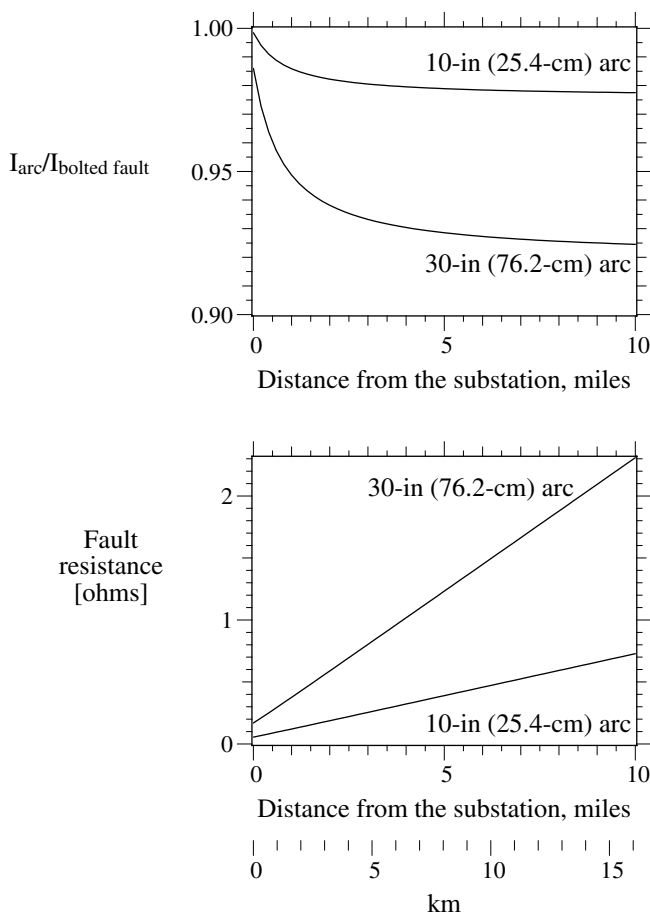 1.00
10-in (25.4-cm) arc
I_arc/I_bolted fault
0.95
30-in (76.2-cm) arc
0.90
0 5 10
Distance from the substation, miles
30-in (76.2-cm) arc
2
Fault
resistance
[ohms]
1
10-in (25.4-cm) arc
0
0 5 10
Distance from the substation, miles
0 5 10 15
km